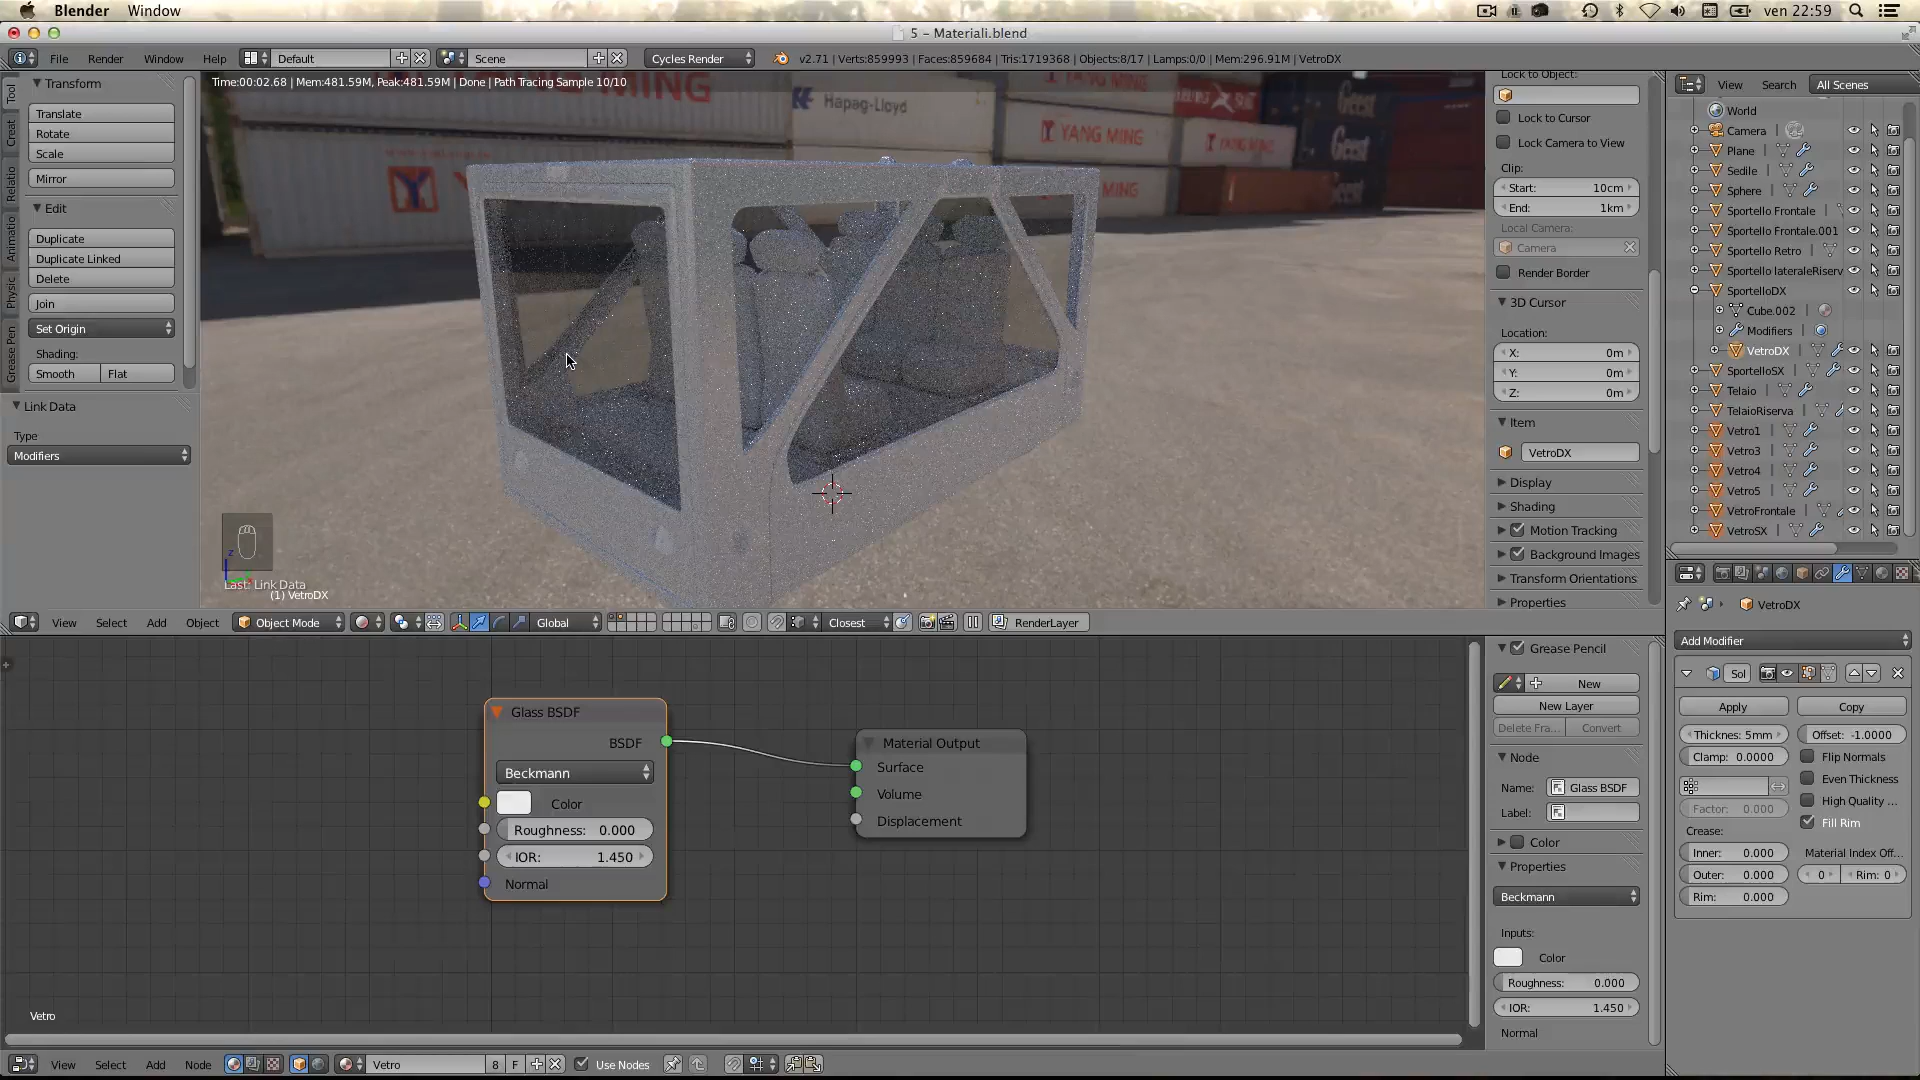 Blender Window
ven 22:59
5 – Materiali.blend
File Render Window Help
Default
Scene
Cycles Render
v2.71 | Verts:859993 | Faces:859684 | Tris:1719368 | Objects:8/17 | Lamps:0/0 | Mem:296.91M | VetroDX
Time:00:02.68 | Mem:481.59M, Peak:481.59M | Done | Path Tracing Sample 10/10
Tool
Creat
Relatio
Animatio
Physic
Grease Pen
Transform
Translate
Rotate
Scale
Mirror
Edit
Duplicate
Duplicate Linked
Delete
Join
Set Origin
Shading:
Smooth Flat
Link Data
Type
Modifiers
MING
Hapag-Lloyd
YANG MING
YANG MING
MING
Geest
Geest
z
Last: Link Data
(1) VetroDX
Lock to Object:
Lock to Cursor
Lock Camera to View
Clip:
Start: 10cm
End: 1km
Local Camera:
Camera
Render Border
3D Cursor
Location:
X: 0m
Y: 0m
Z: 0m
Item
VetroDX
Display
Shading
Motion Tracking
Background Images
Transform Orientations
Properties
View Search All Scenes
World
Camera
Plane
Sedile
Sphere
Sportello Frontale
Sportello Frontale.001
Sportello Retro
Sportello lateraleRiserv
SportelloDX
Cube.002
Modifiers
VetroDX
SportelloSX
Telaio
TelaioRiserva
Vetro1
Vetro3
Vetro4
Vetro5
VetroFrontale
VetroSX
View Select Add Object Object Mode Global Closest RenderLayer
Glass BSDF
BSDF
Beckmann
Color
Roughness: 0.000
IOR: 1.450
Normal
Material Output
Surface
Volume
Displacement
Vetro
Grease Pencil
New
New Layer
Delete Fra... Convert
Node
Name: Glass BSDF
Label:
Color
Properties
Beckmann
Inputs:
Color
Roughness: 0.000
IOR: 1.450
Normal
VetroDX
Add Modifier
Sol
Apply Copy
Thicknes: 5mm Offset: -1.0000
Clamp: 0.0000 Flip Normals
Even Thickness
Factor: 0.000 High Quality ...
Crease: Fill Rim
Inner: 0.000 Material Index Off...
Outer: 0.000 0 Rim: 0
Rim: 0.000
View Select Add Node Vetro 8 F Use Nodes